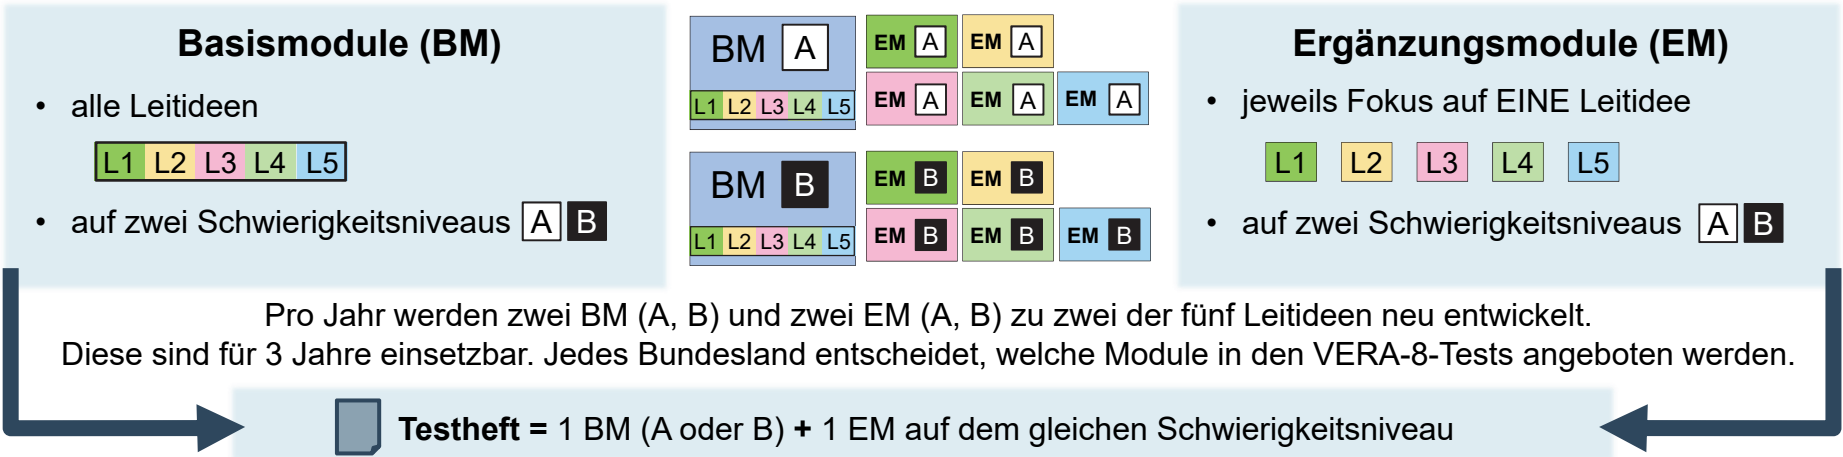 Basismodule (BM)
• alle Leitideen
L1 L2 L3 L4 L5
• auf zwei Schwierigkeitsniveaus A B
BM A
L1 L2 L3 L4 L5
EM A EM A
EM A EM A EM A
BM B
L1 L2 L3 L4 L5
EM B EM B
EM B EM B EM B
Ergänzungsmodule (EM)
• jeweils Fokus auf EINE Leitidee
L1 L2 L3 L4 L5
• auf zwei Schwierigkeitsniveaus A B
Pro Jahr werden zwei BM (A, B) und zwei EM (A, B) zu zwei der fünf Leitideen neu entwickelt.
Diese sind für 3 Jahre einsetzbar. Jedes Bundesland entscheidet, welche Module in den VERA-8-Tests angeboten werden.
Testheft = 1 BM (A oder B) + 1 EM auf dem gleichen Schwierigkeitsniveau